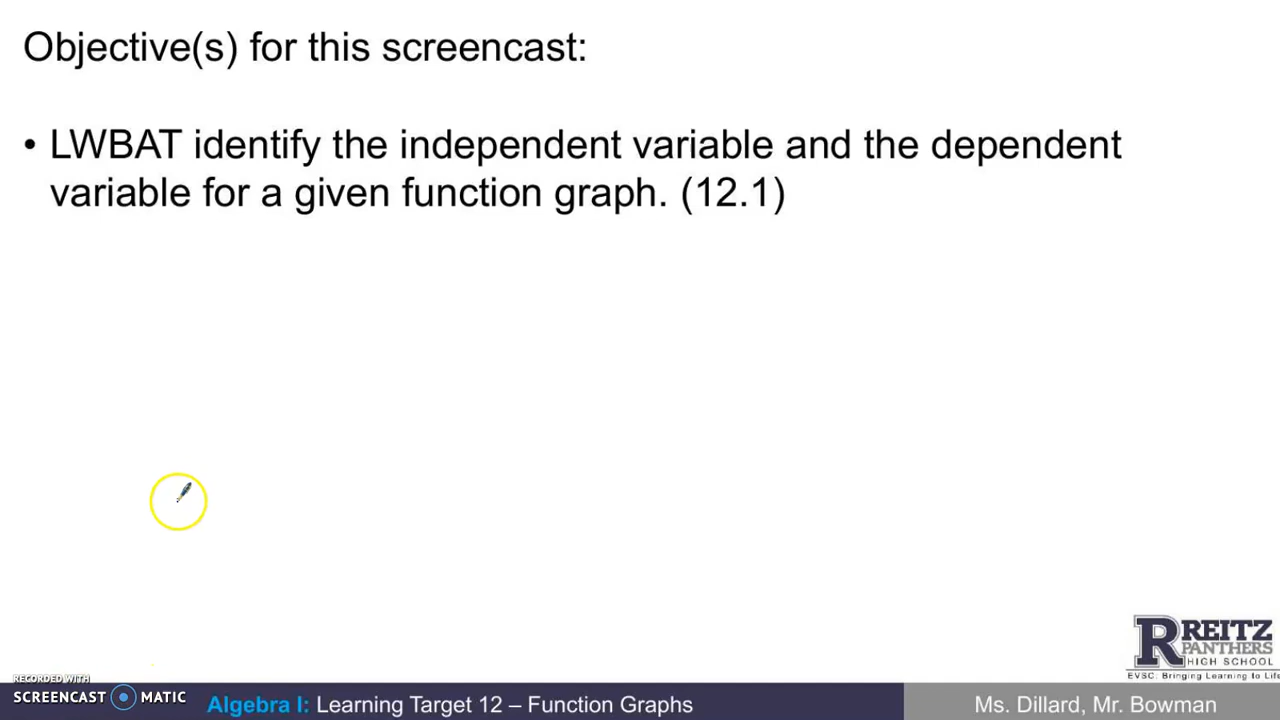 Objective(s) for this screencast:
• LWBAT identify the independent variable and the dependent
variable for a given function graph. (12.1)
R REITZ
PANTHERS
HIGH SCHOOL
EVSC: Bringing Learning to Life
RECORDED WITH
SCREENCAST MATIC
Algebra I: Learning Target 12 – Function Graphs
Ms. Dillard, Mr. Bowman